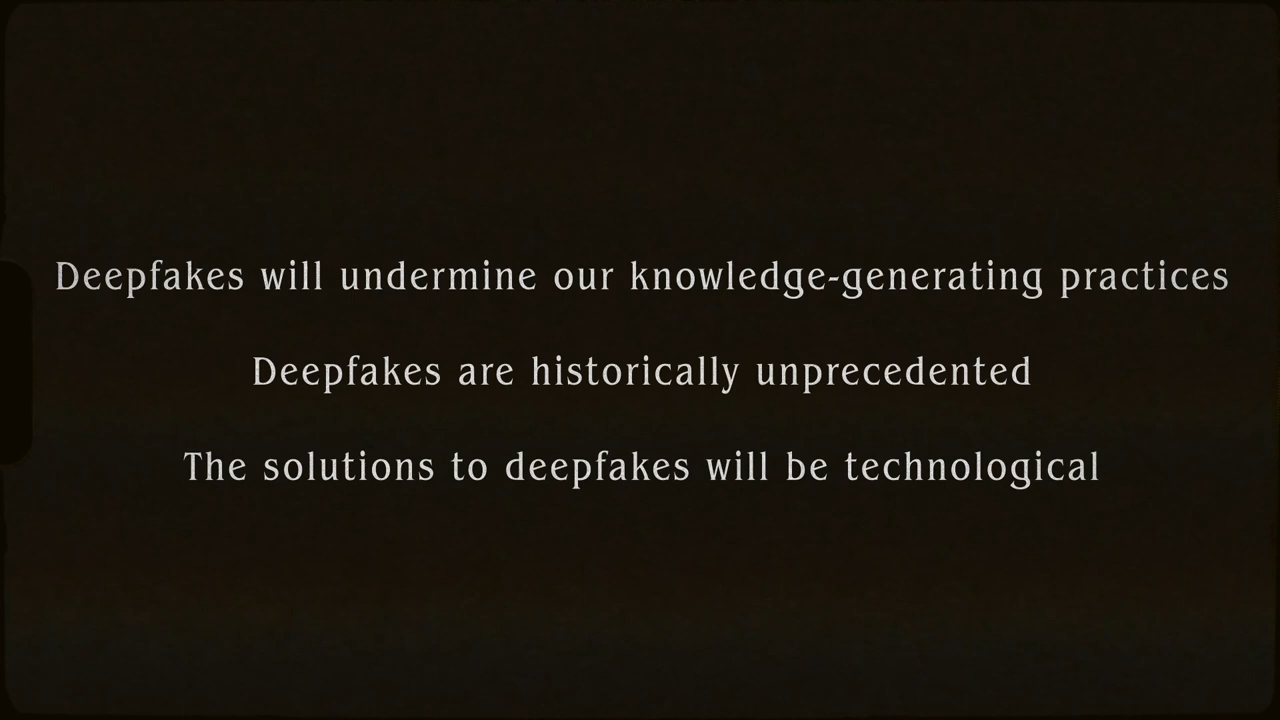 Deepfakes will undermine our knowledge-generating practices
Deepfakes are historically unprecedented
The solutions to deepfakes will be technological